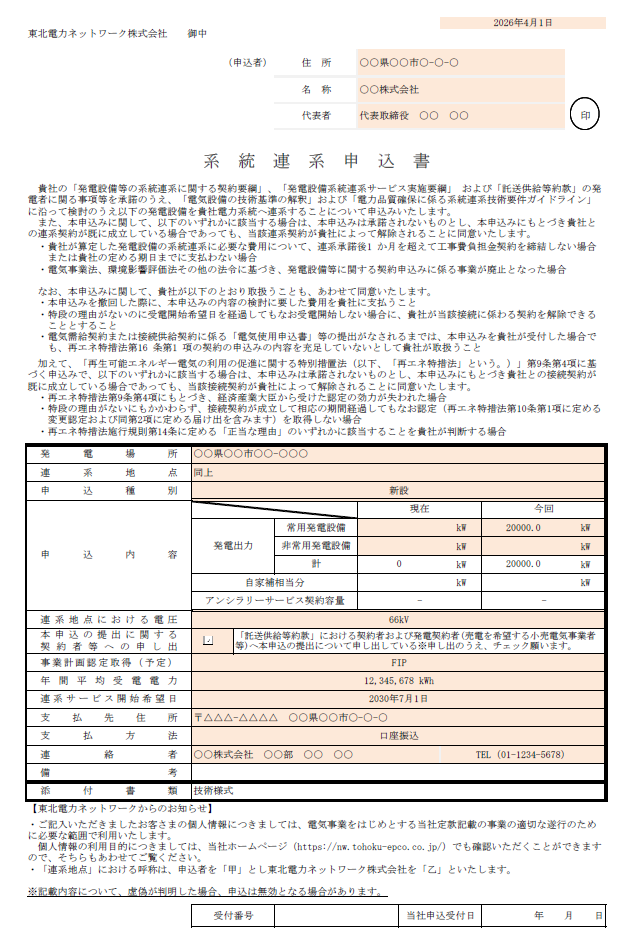 2026年4月1日
東北電力ネットワーク株式会社 御中
(申込者) 住 所 〇〇県〇〇市〇-〇-〇
名 称 〇〇株式会社
代表者 代表取締役 〇〇 〇〇
印
系統連系申込書
貴社の「発電設備等の系統連系に関する契約要綱」、「発電設備系統連系サービス実施要綱」 および「託送供給等約款」の発
電者に関る事項等を承諾のうえ、「電気設備の技術基準の解釈」および「電力品質確保に係る系統連系技術要件ガイドライン」
に沿って検討のうえ以下の発電設備を貴社電力系統へ連系することについて申込みいたします。
また、本申込みに関して、以下のいずれかに該当する場合は、本申込みは承諾されないものとし、本申込みにもとづき貴社と
の連系契約が既に成立している場合であっても、当該連系契約が貴社によって解除されることに同意いたします。
・貴社が算定した発電設備の系統連系に必要な費用について、連系承諾後1 か月を超えて工事費負担金契約を締結しない場合
または貴社の定める期日までに支払わない場合
・電気事業法、環境影響評価法その他の法令に基づき、発電設備等に関する契約申込みに係る事業が廃止となった場合
なお、本申込みに関して、貴社が以下のとおり取扱うことも、あわせて同意いたします。
・本申込みを撤回した際に、本申込みの内容の検討に要した費用を貴社に支払うこと
・特段の理由がないのに受電開始希望日を経過してもなお受電開始しない場合に、貴社が当該接続に係わる契約を解除できる
こととすること
・電気需給契約または接続供給契約に係る「電気使用申込書」等の提出がなされるまでは、本申込みを貴社が受付した場合で
も、再エネ特措法第16 条第1 項の契約の申込みの内容を充足していないとして貴社が取扱うこと
加えて、「再生可能エネルギー電気の利用の促進に関する特別措置法（以下、「再エネ特措法」という。）」第9条第4項に基
づく申込みで、以下のいずれかに該当する場合は、本申込みは承諾されないものとし、本申込みにもとづき貴社との接続契約が
既に成立している場合であっても、当該接続契約が貴社によって解除されることに同意いたします。
・再エネ特措法第9条第4項にもとづき、経済産業大臣から受けた認定の効力が失われた場合
・特段の理由がないにもかかわらず、接続契約が成立して相応の期間経過してもなお認定（再エネ特措法第10条第1項に定める
変更認定および同第2項に定める届け出を含みます）を取得しない場合
・再エネ特措法施行規則第14条に定める「正当な理由」のいずれかに該当することを貴社が判断する場合
発電場所 〇〇県〇〇市〇〇-〇〇〇
連系地点 同上
申込種別 新設
現在 今回
申込内容 発電出力 常用発電設備 kW 20000.0 kW
非常用発電設備 kW kW
計 0 kW 20000.0 kW
自家補相当分 kW kW
アンシラリーサービス契約容量 - -
連系地点における電圧 66kV
本申込の提出に関する
契約者等への申し出
「託送供給等約款」における契約者および発電契約者(売電を希望する小売電気事業者
等)へ本申込の提出について申し出している※申し出のうえ、チェック願います。
事業計画認定取得（予定） FIP
年間平均受電電力 12,345,678 kWh
連系サービス開始希望日 2030年7月1日
支払先住所 〒△△△-△△△△ 〇〇県〇〇市〇-〇-〇
支払方法 口座振込
連絡者 〇〇株式会社 〇〇部 〇〇 〇〇 TEL（01-1234-5678）
備考
添付書類 技術様式
【東北電力ネットワークからのお知らせ】
・ご記入いただきましたお客さまの個人情報につきましては、電気事業をはじめとする当社定款記載の事業の適切な遂行のため
に必要な範囲で利用いたします。
個人情報の利用目的につきましては、当社ホームページ（https://nw.tohoku-epco.co.jp/）でも確認いただくことができます
ので、そちらもあわせてご覧ください。
・「連系地点」における呼称は、申込者を「甲」とし東北電力ネットワーク株式会社を「乙」といたします。
※記載内容について、虚偽が判明した場合、申込は無効となる場合があります。
受付番号 当社申込受付日 年 月 日